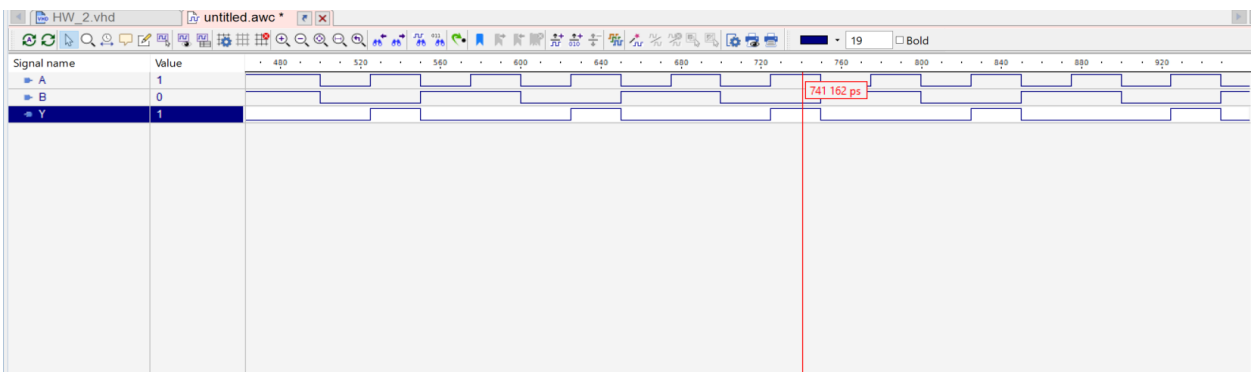 HW_2.vhd untitled.awc *
19 Bold
Signal name Value 480 520 560 600 640 680 720 760 800 840 880 920
A 1
741 162 ps
B 0
Y 1